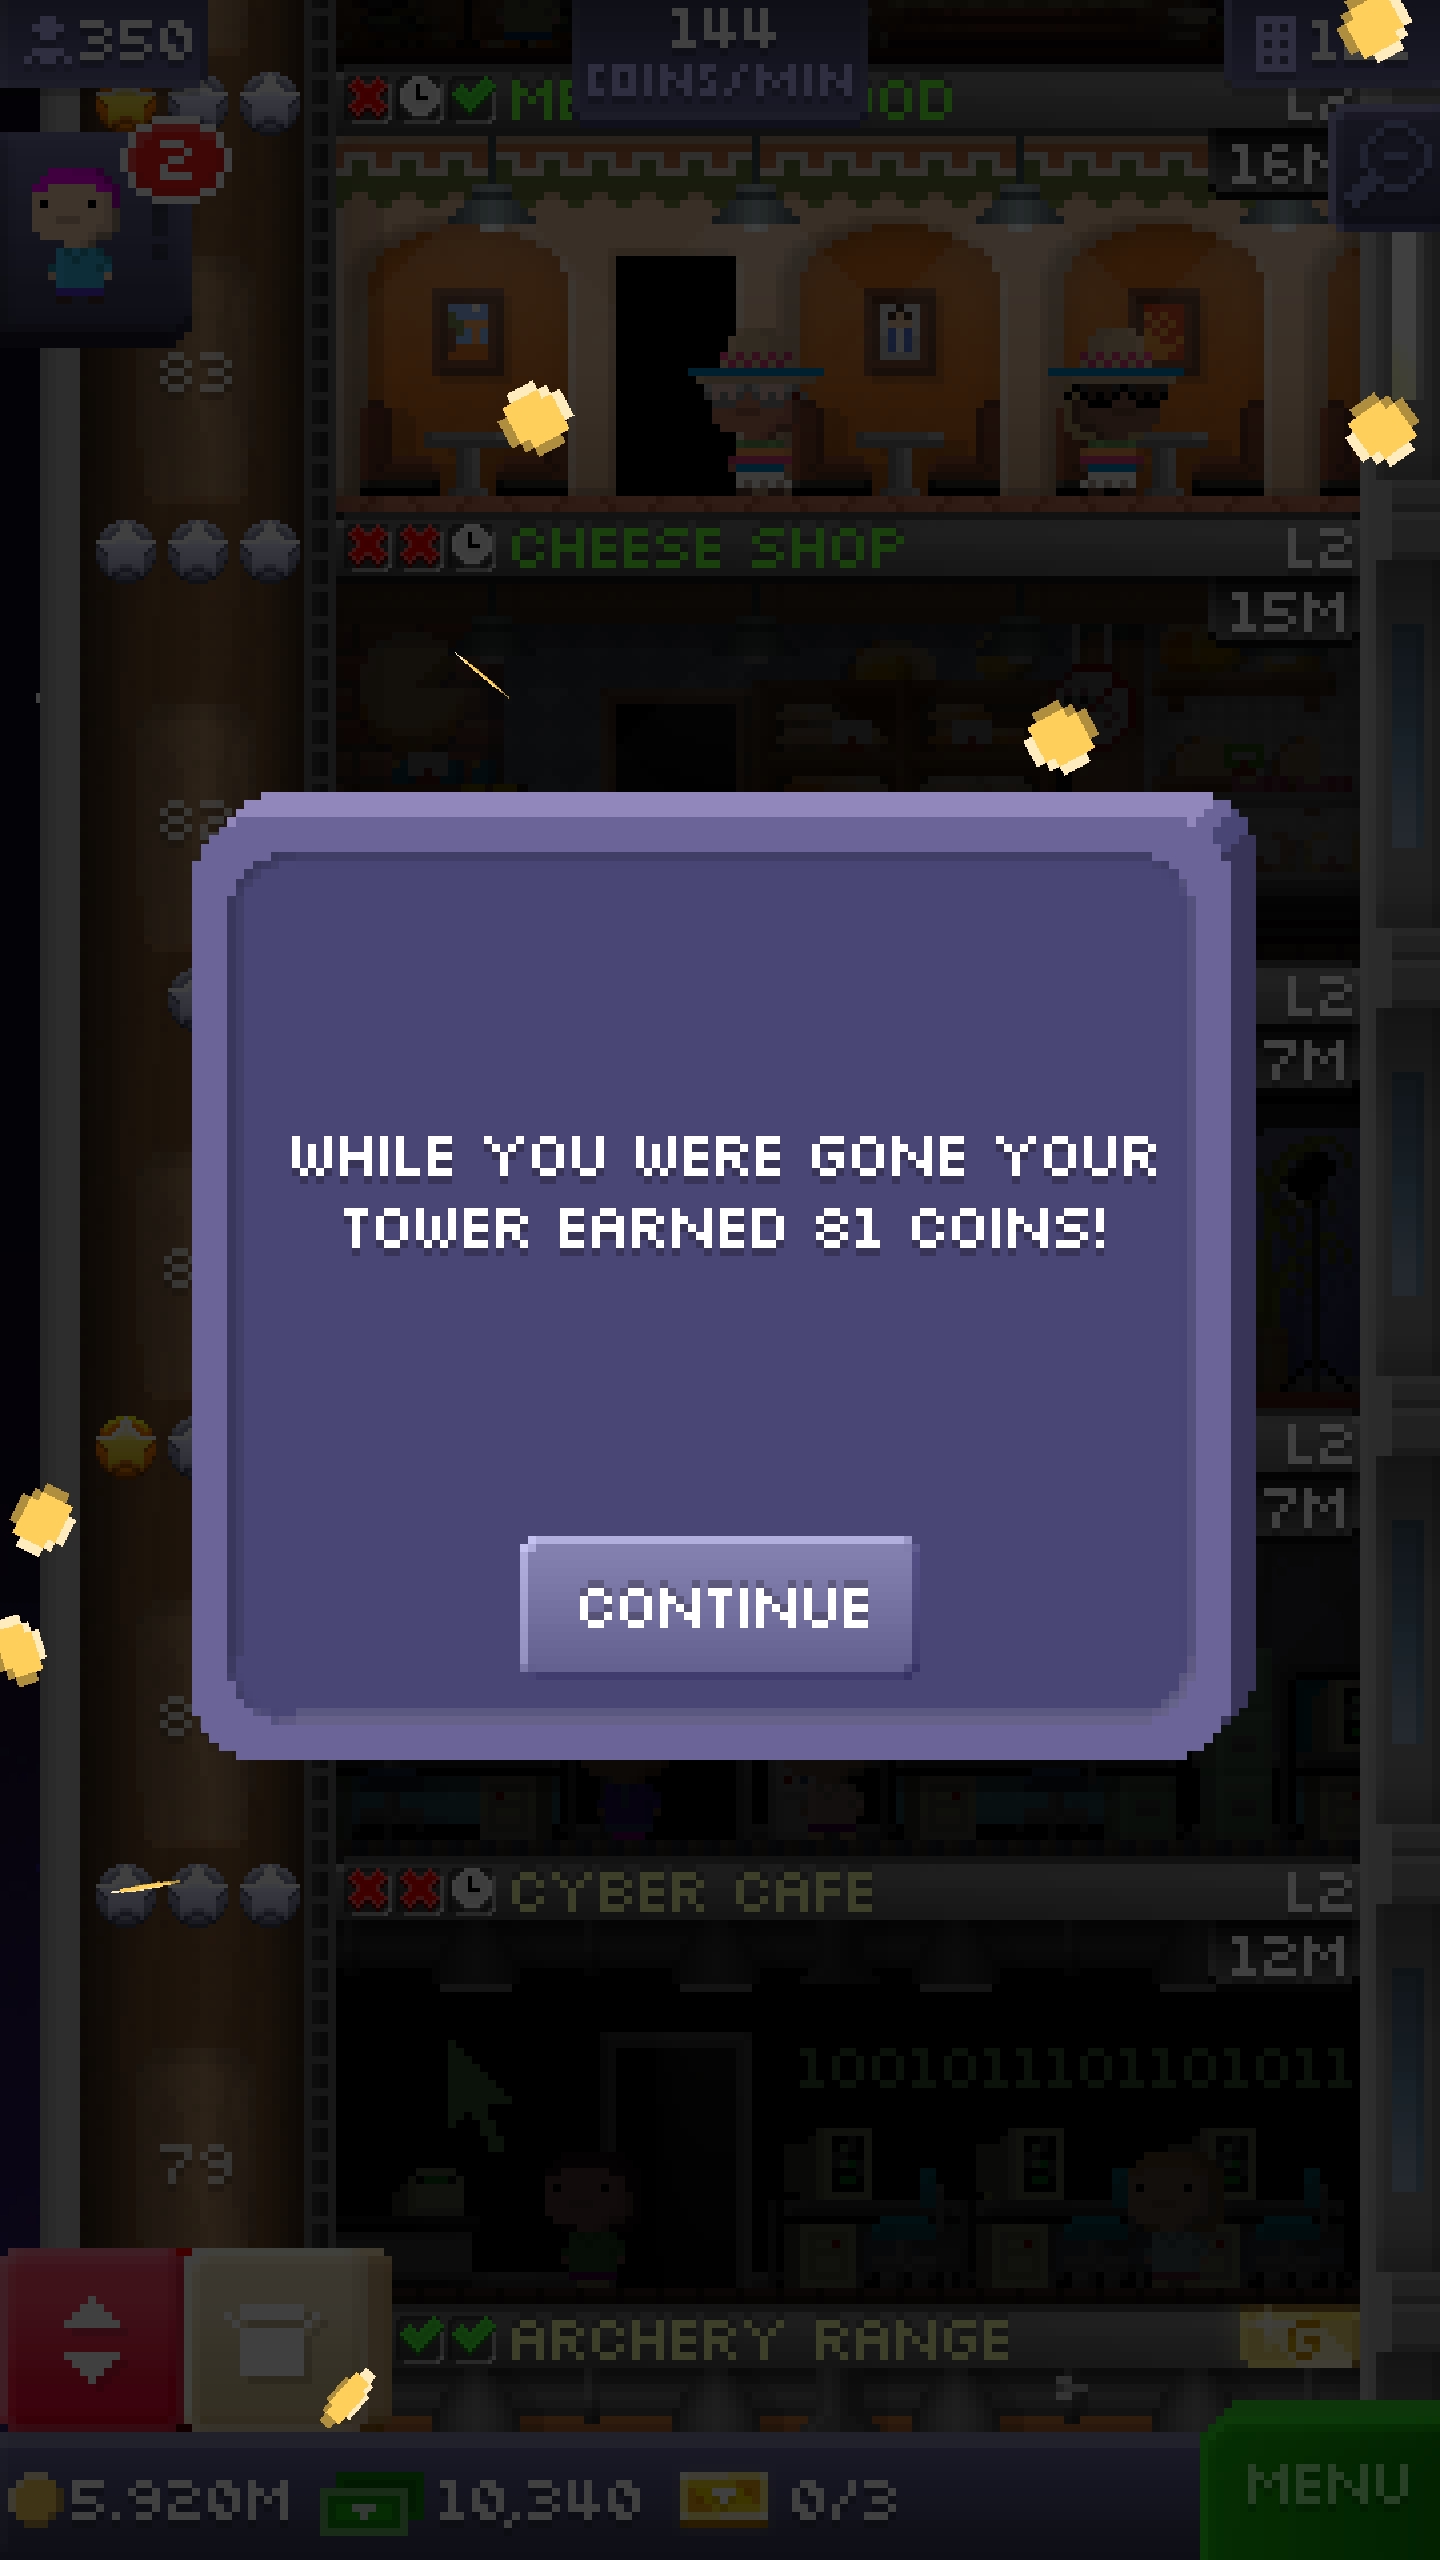 350
144
COINS/MIN
L2
16M
2
83
CHEESE SHOP L2
15M
L2
7M
WHILE YOU WERE GONE YOUR
TOWER EARNED 81 COINS!
L2
7M
CONTINUE
CYBER CAFE L2
12M
1001011101101011
79
ARCHERY RANGE G
5.920M 10,340 0/3
MENU